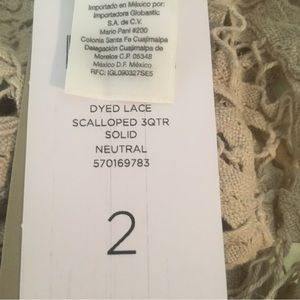 Importado en México por:
Importadora Globastic
S.A. de C.V.
Mario Pani #200
Colonia Santa Fe Cuajimalpa
Delegación Cuajimalpa de
Morelos C.P. 05348
México D.F. México
RFC: IGL090327SE5
DYED LACE
SCALLOPED 3QTR
SOLID
NEUTRAL
570169783
2